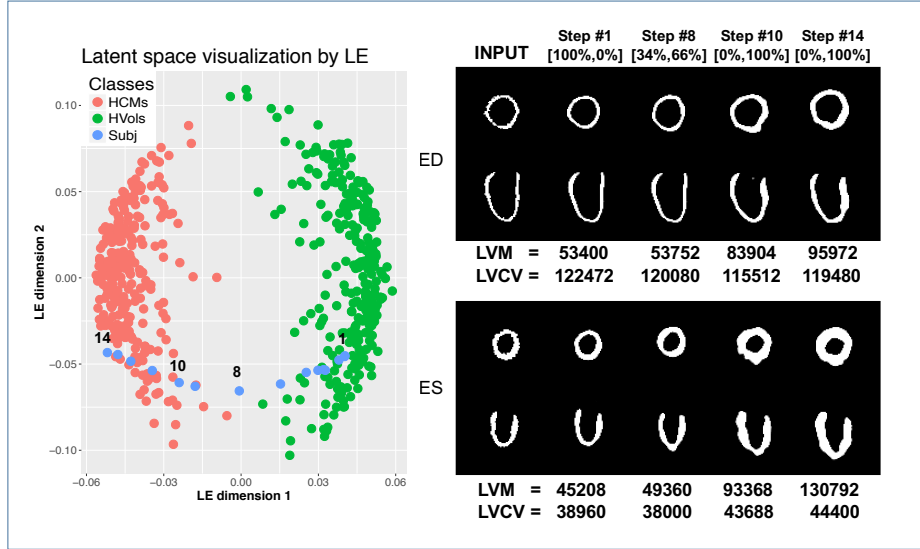 Latent space visualization by LE
Classes
HCMs
HVols
Subj
0.10
0.05
0.00
−0.05
−0.10
LE dimension 2
14
10
8
1
−0.06
−0.03
0.00
0.03
0.06
LE dimension 1
INPUT
Step #1 Step #8 Step #10 Step #14
[100%,0%] [34%,66%] [0%,100%] [0%,100%]
ED
LVM = 53400 53752 83904 95972
LVCV = 122472 120080 115512 119480
ES
LVM = 45208 49360 93368 130792
LVCV = 38960 38000 43688 44400